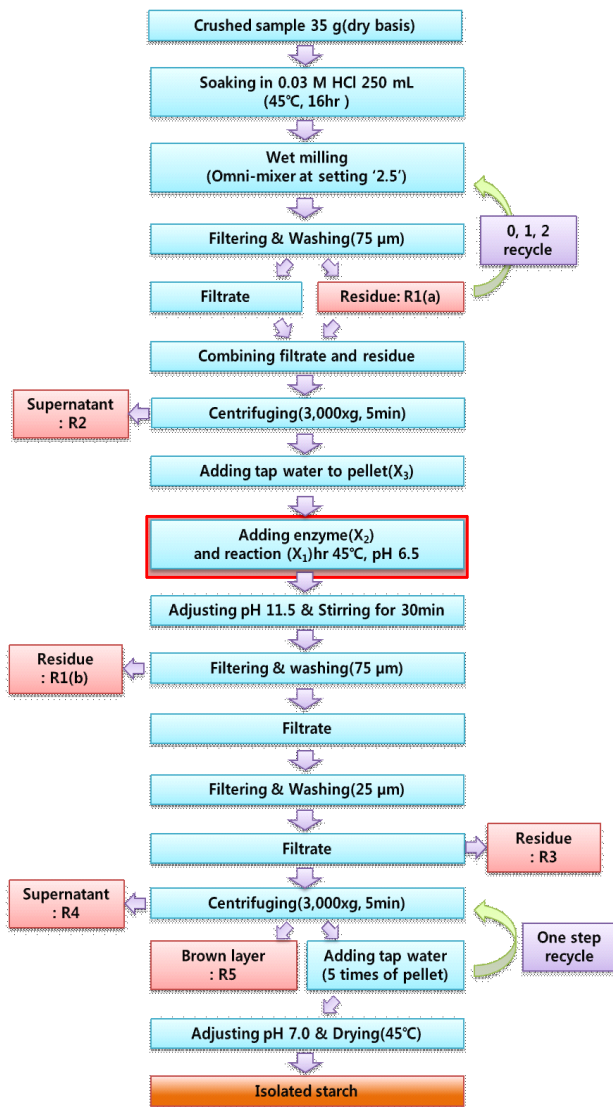 Crushed sample 35 g(dry basis)
Soaking in 0.03 M HCl 250 mL
(45℃, 16hr )
Wet milling
(Omni-mixer at setting ‘2.5’)
Filtering & Washing(75 μm)
0, 1, 2
recycle
Filtrate
Residue: R1(a)
Combining filtrate and residue
Supernatant
: R2
Centrifuging(3,000xg, 5min)
Adding tap water to pellet(X₃)
Adding enzyme(X₂)
and reaction (X₁)hr 45℃, pH 6.5
Adjusting pH 11.5 & Stirring for 30min
Residue
: R1(b)
Filtering & washing(75 μm)
Filtrate
Filtering & Washing(25 μm)
Filtrate
Residue
: R3
Supernatant
: R4
Centrifuging(3,000xg, 5min)
Brown layer
: R5
Adding tap water
(5 times of pellet)
One step
recycle
Adjusting pH 7.0 & Drying(45℃)
Isolated starch